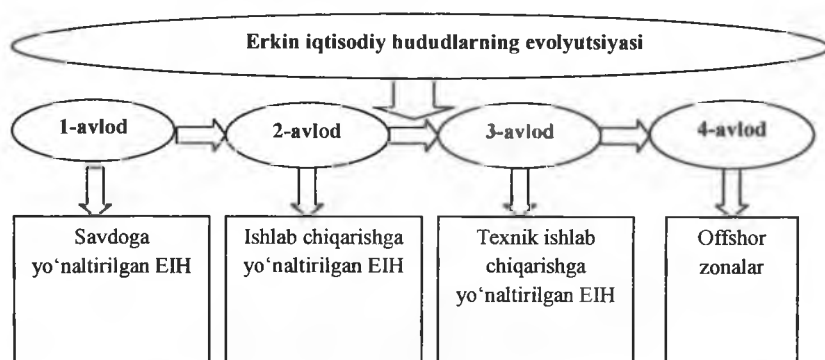 Erkin iqtisodiy hududlarning evolyutsiyasi
1-avlod
2-avlod
3-avlod
4-avlod
Savdoga
yo‘naltirilgan EIH
Ishlab chiqarishga
yo‘naltirilgan EIH
Texnik ishlab
chiqarishga
yo‘naltirilgan EIH
Offshor
zonalar